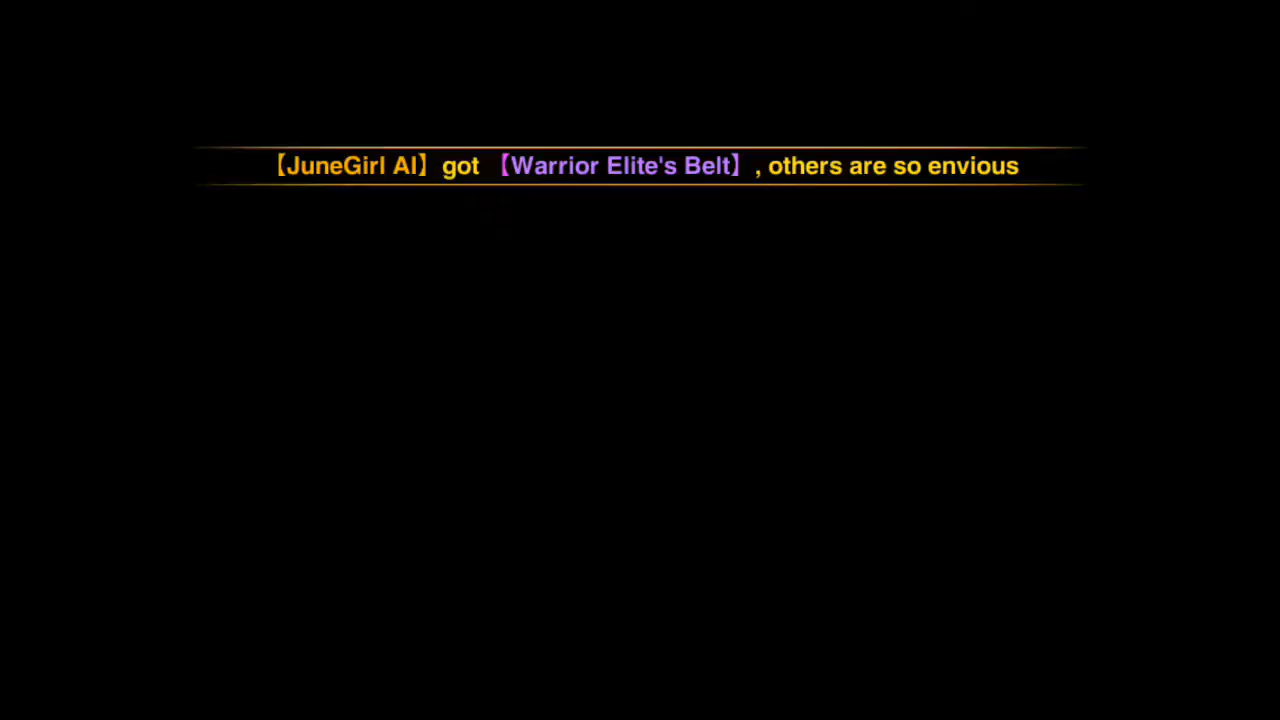 【JuneGirl AI】 got 【Warrior Elite's Belt】 , others are so envious